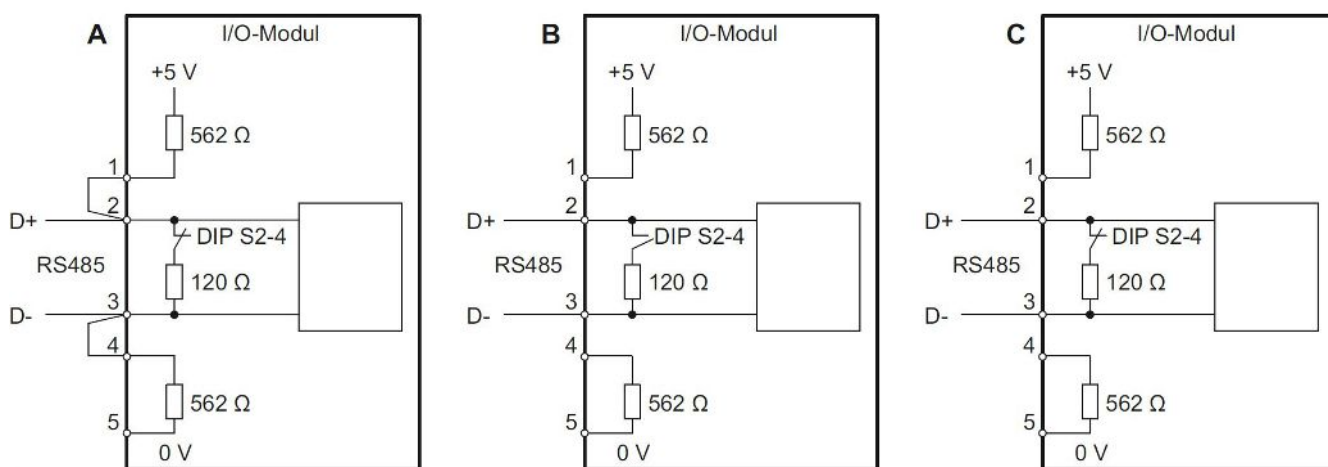 A
I/O-Modul
+5 V
562 Ω
1
2
D+
DIP S2-4
RS485
120 Ω
3
D-
4
562 Ω
5
0 V
B
I/O-Modul
+5 V
562 Ω
1
2
D+
DIP S2-4
RS485
120 Ω
3
D-
4
562 Ω
5
0 V
C
I/O-Modul
+5 V
562 Ω
1
2
D+
DIP S2-4
RS485
120 Ω
3
D-
4
562 Ω
5
0 V